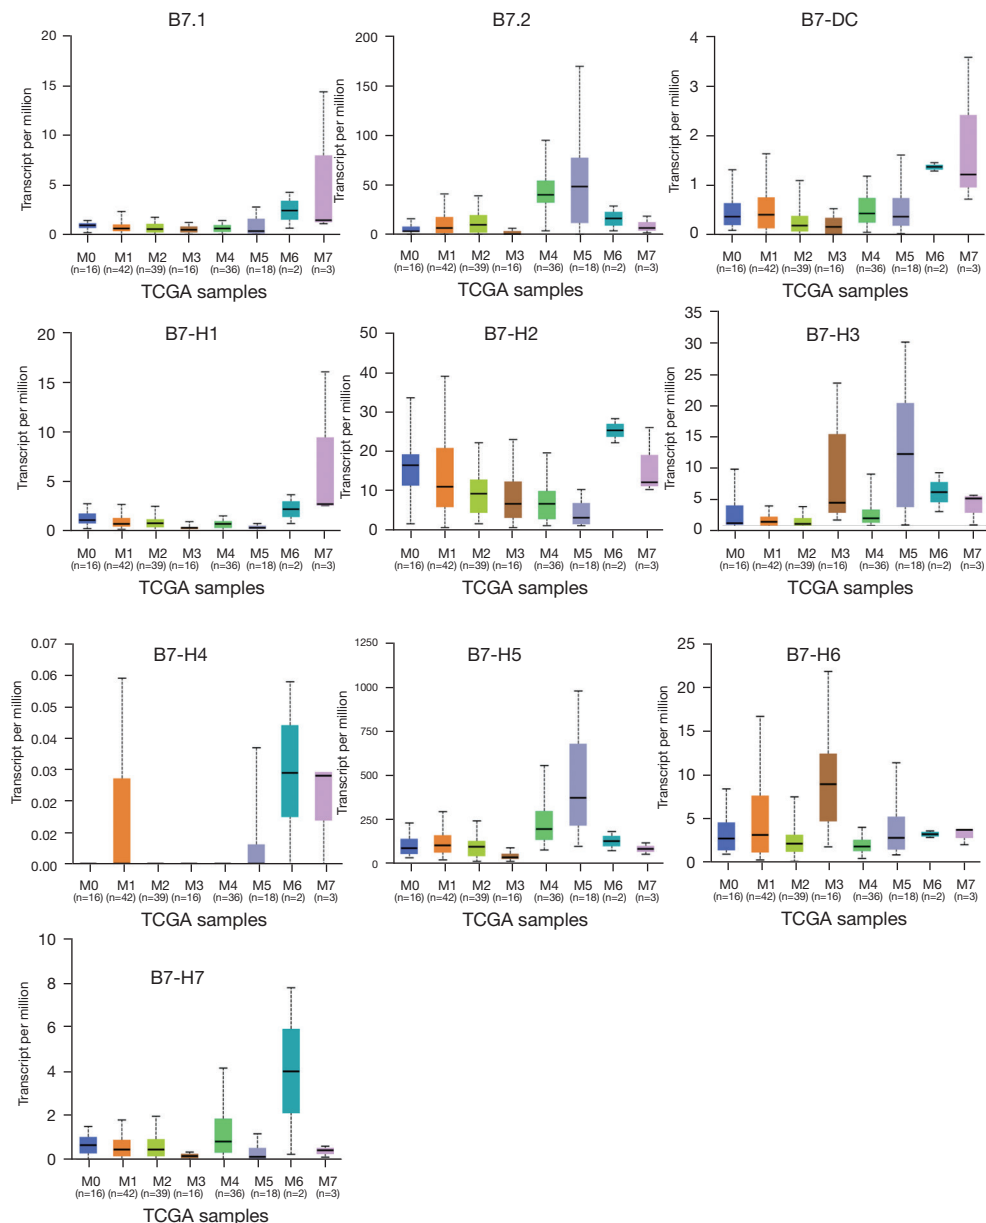 B7.1
Transcript per million
20
15
10
5
0
M0 M1 M2 M3 M4 M5 M6 M7
(n=16) (n=42) (n=39) (n=16) (n=36) (n=18) (n=2) (n=3)
TCGA samples
B7.2
Transcript per million
200
150
100
50
0
M0 M1 M2 M3 M4 M5 M6 M7
(n=16) (n=42) (n=39) (n=16) (n=36) (n=18) (n=2) (n=3)
TCGA samples
B7-DC
Transcript per million
4
3
2
1
0
M0 M1 M2 M3 M4 M5 M6 M7
(n=16) (n=42) (n=39) (n=16) (n=36) (n=18) (n=2) (n=3)
TCGA samples
B7-H1
Transcript per million
20
15
10
5
0
M0 M1 M2 M3 M4 M5 M6 M7
(n=16) (n=42) (n=39) (n=16) (n=36) (n=18) (n=2) (n=3)
TCGA samples
B7-H2
Transcript per million
50
40
30
20
10
0
M0 M1 M2 M3 M4 M5 M6 M7
(n=16) (n=42) (n=39) (n=16) (n=36) (n=18) (n=2) (n=3)
TCGA samples
B7-H3
Transcript per million
35
30
25
20
15
10
5
0
M0 M1 M2 M3 M4 M5 M6 M7
(n=16) (n=42) (n=39) (n=16) (n=36) (n=18) (n=2) (n=3)
TCGA samples
B7-H4
Transcript per million
0.07
0.06
0.05
0.04
0.03
0.02
0.02
0.00
M0 M1 M2 M3 M4 M5 M6 M7
(n=16) (n=42) (n=39) (n=16) (n=36) (n=18) (n=2) (n=3)
TCGA samples
B7-H5
Transcript per million
1250
1000
750
500
250
0
M0 M1 M2 M3 M4 M5 M6 M7
(n=16) (n=42) (n=39) (n=16) (n=36) (n=18) (n=2) (n=3)
TCGA samples
B7-H6
Transcript per million
25
20
15
10
5
0
M0 M1 M2 M3 M4 M5 M6 M7
(n=16) (n=42) (n=39) (n=16) (n=36) (n=18) (n=2) (n=3)
TCGA samples
B7-H7
Transcript per million
10
8
6
4
2
0
M0 M1 M2 M3 M4 M5 M6 M7
(n=16) (n=42) (n=39) (n=16) (n=36) (n=18) (n=2) (n=3)
TCGA samples